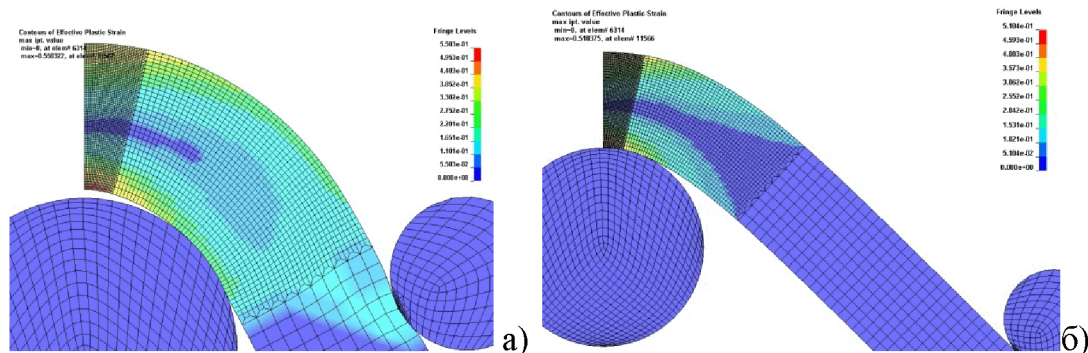 Contours of Effective Plastic Strain
max ipt. value
min=0, at elem# 6314
Fringe Levels
5.503e-01
4.953e-01
4.403e-01
3.852e-01
3.302e-01
2.752e-01
2.201e-01
1.651e-01
1.101e-01
5.503e-02
0.000e+00
а)
Contours of Effective Plastic Strain
max ipt. value
min=0, at elem# 6314
max=0.510375, at elem# 11566
Fringe Levels
5.104e-01
4.593e-01
4.083e-01
3.573e-01
3.062e-01
2.552e-01
2.042e-01
1.531e-01
1.021e-01
5.104e-02
0.000e+00
б)